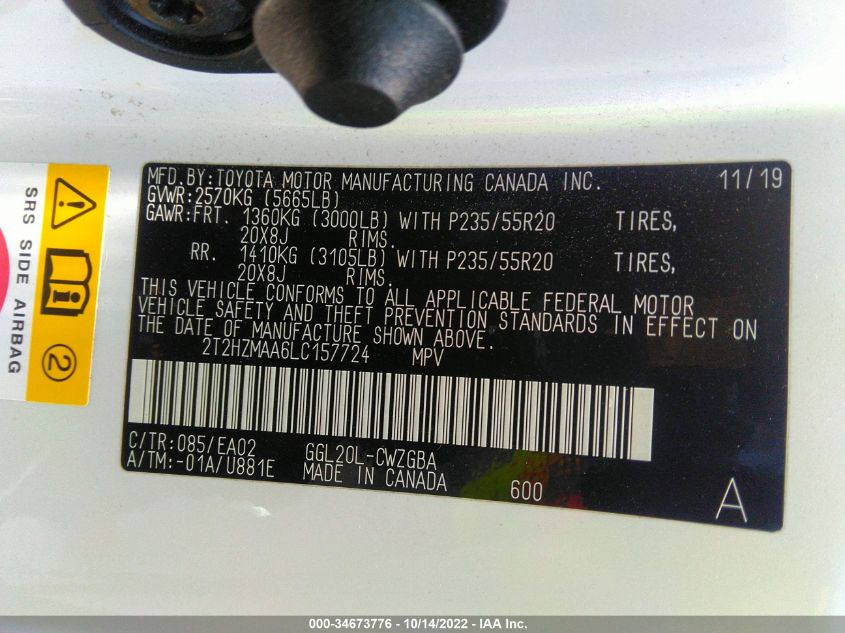 MFD.BY:TOYOTA MOTOR MANUFACTURING CANADA INC. 11/19
GVWR:2570KG (5665LB)
GAWR:FRT. 1360KG (3000LB) WITH P235/55R20 TIRES,
20X8J RIMS.
RR. 1410KG (3105LB) WITH P235/55R20 TIRES,
20X8J RIMS.
THIS VEHICLE CONFORMS TO ALL APPLICABLE FEDERAL MOTOR
VEHICLE SAFETY AND THEFT PREVENTION STANDARDS IN EFFECT ON
THE DATE OF MANUFACTURE SHOWN ABOVE.
2T2HZMAA6LC157724 MPV
C/TR:085/EA02 GGL20L-CWZGBA
A/TM:-01A/U881E MADE IN CANADA 600 A
SRS SIDE AIRBAG
2
000-34673776 - 10/14/2022 - IAA Inc.